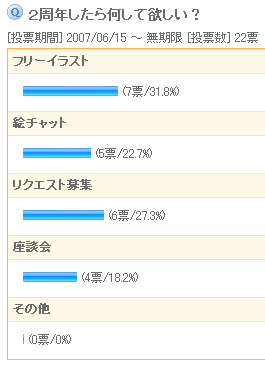 Q 2周年したら何して欲しい？
[投票期間] 2007/06/15 ～ 無期限 [投票数] 22票
フリーイラスト
(7票/31.8%)
絵チャット
(5票/22.7%)
リクエスト募集
(6票/27.3%)
座談会
(4票/18.2%)
その他
(0票/0%)